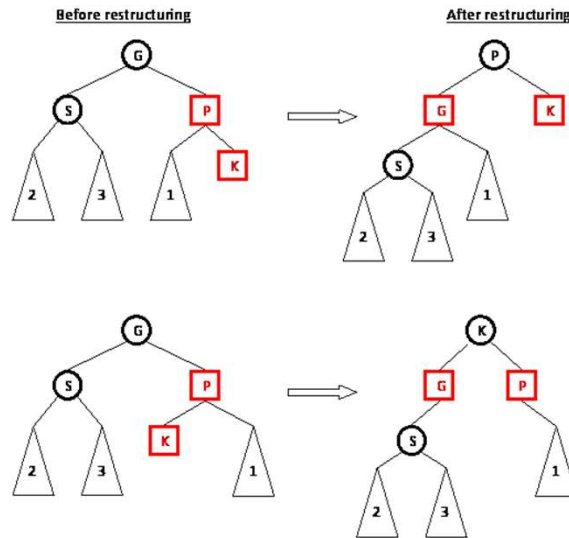 Before restructuring After restructuring
G P
S P G K
K S
2 3 1 1
2 3
G K
S P G P
K S
2 3 1 1
2 3